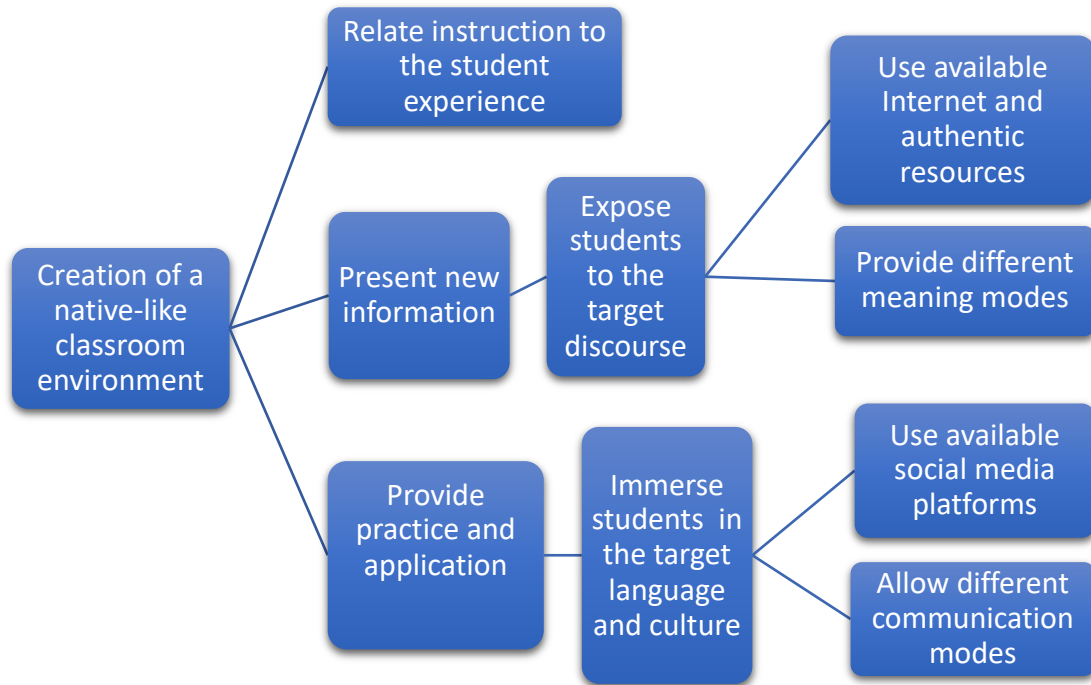 Creation of a
native-like
classroom
environment
Relate instruction to
the student
experience
Present new
information
Expose
students
to the
target
discourse
Use available
Internet and
authentic
resources
Provide different
meaning modes
Provide
practice and
application
Immerse
students in
the target
language
and culture
Use available
social media
platforms
Allow different
communication
modes